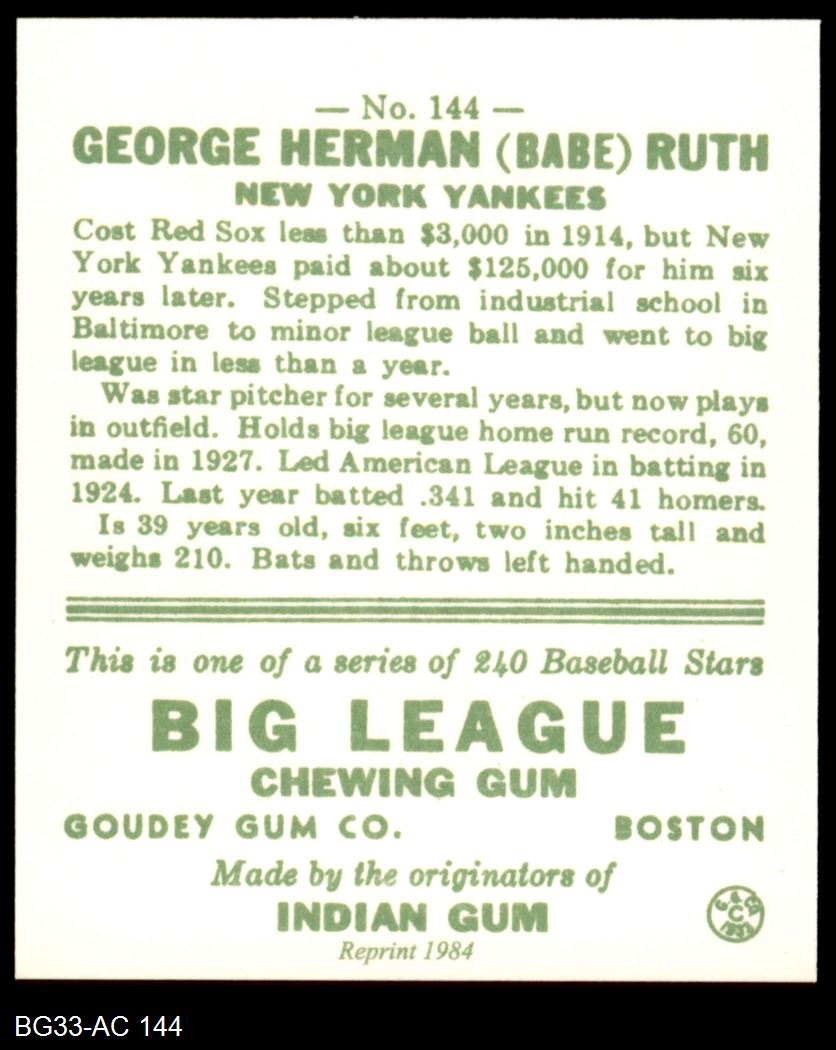 — No. 144 —
GEORGE HERMAN (BABE) RUTH
NEW YORK YANKEES
Cost Red Sox less than $3,000 in 1914, but New
York Yankees paid about $125,000 for him six
years later. Stepped from industrial school in
Baltimore to minor league ball and went to big
league in less than a year.
Was star pitcher for several years, but now plays
in outfield. Holds big league home run record, 60,
made in 1927. Led American League in batting in
1924. Last year batted .341 and hit 41 homers.
Is 39 years old, six feet, two inches tall and
weighs 210. Bats and throws left handed.
This is one of a series of 240 Baseball Stars
BIG LEAGUE
CHEWING GUM
GOUDEY GUM CO. BOSTON
Made by the originators of
INDIAN GUM
Reprint 1984
BG33-AC 144